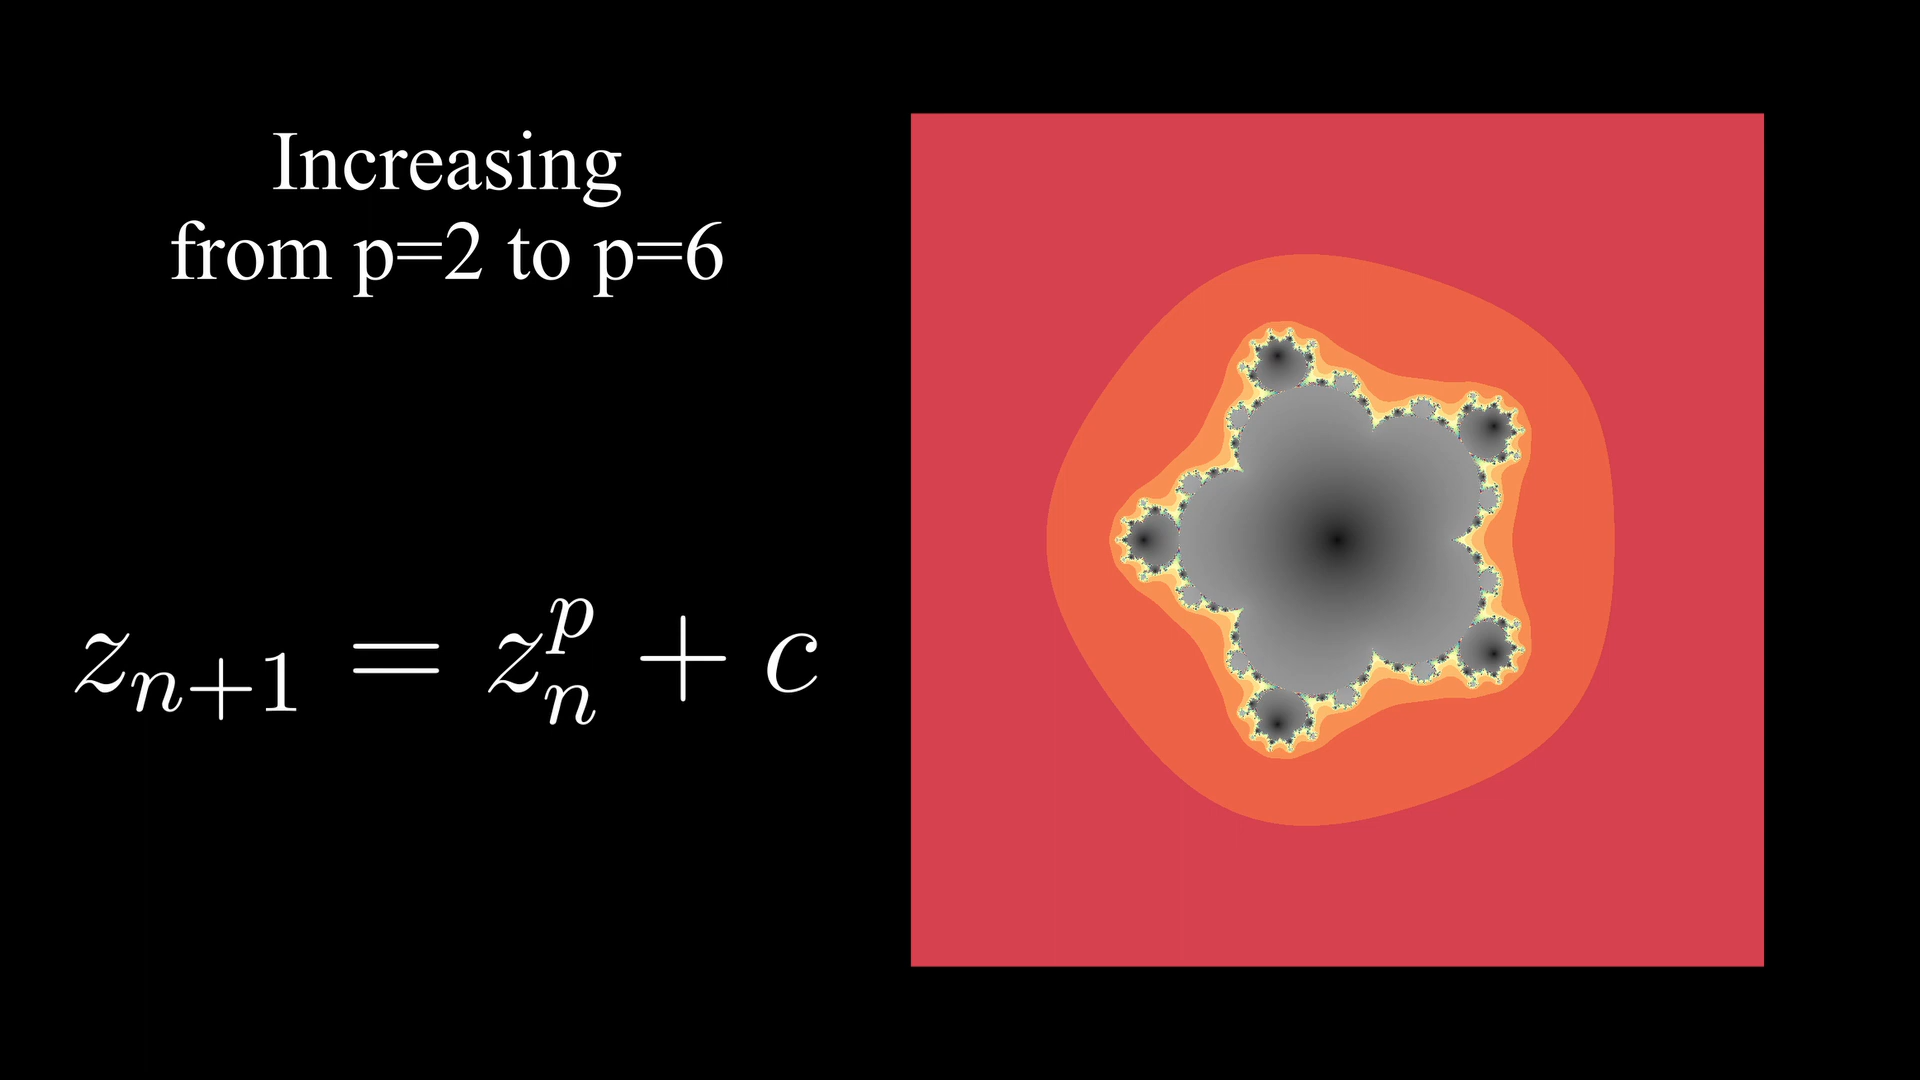 Increasing
from p=2 to p=6
$z_{n+1} = z_n^p + c$